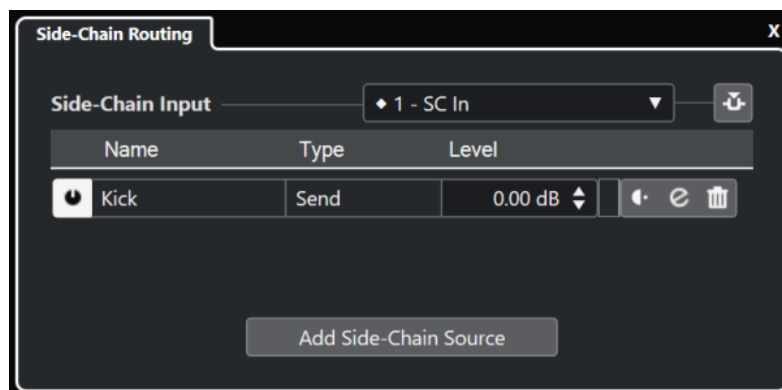 Side-Chain Routing X
Side-Chain Input 1 - SC In
Name Type Level
Kick Send 0.00 dB
Add Side-Chain Source